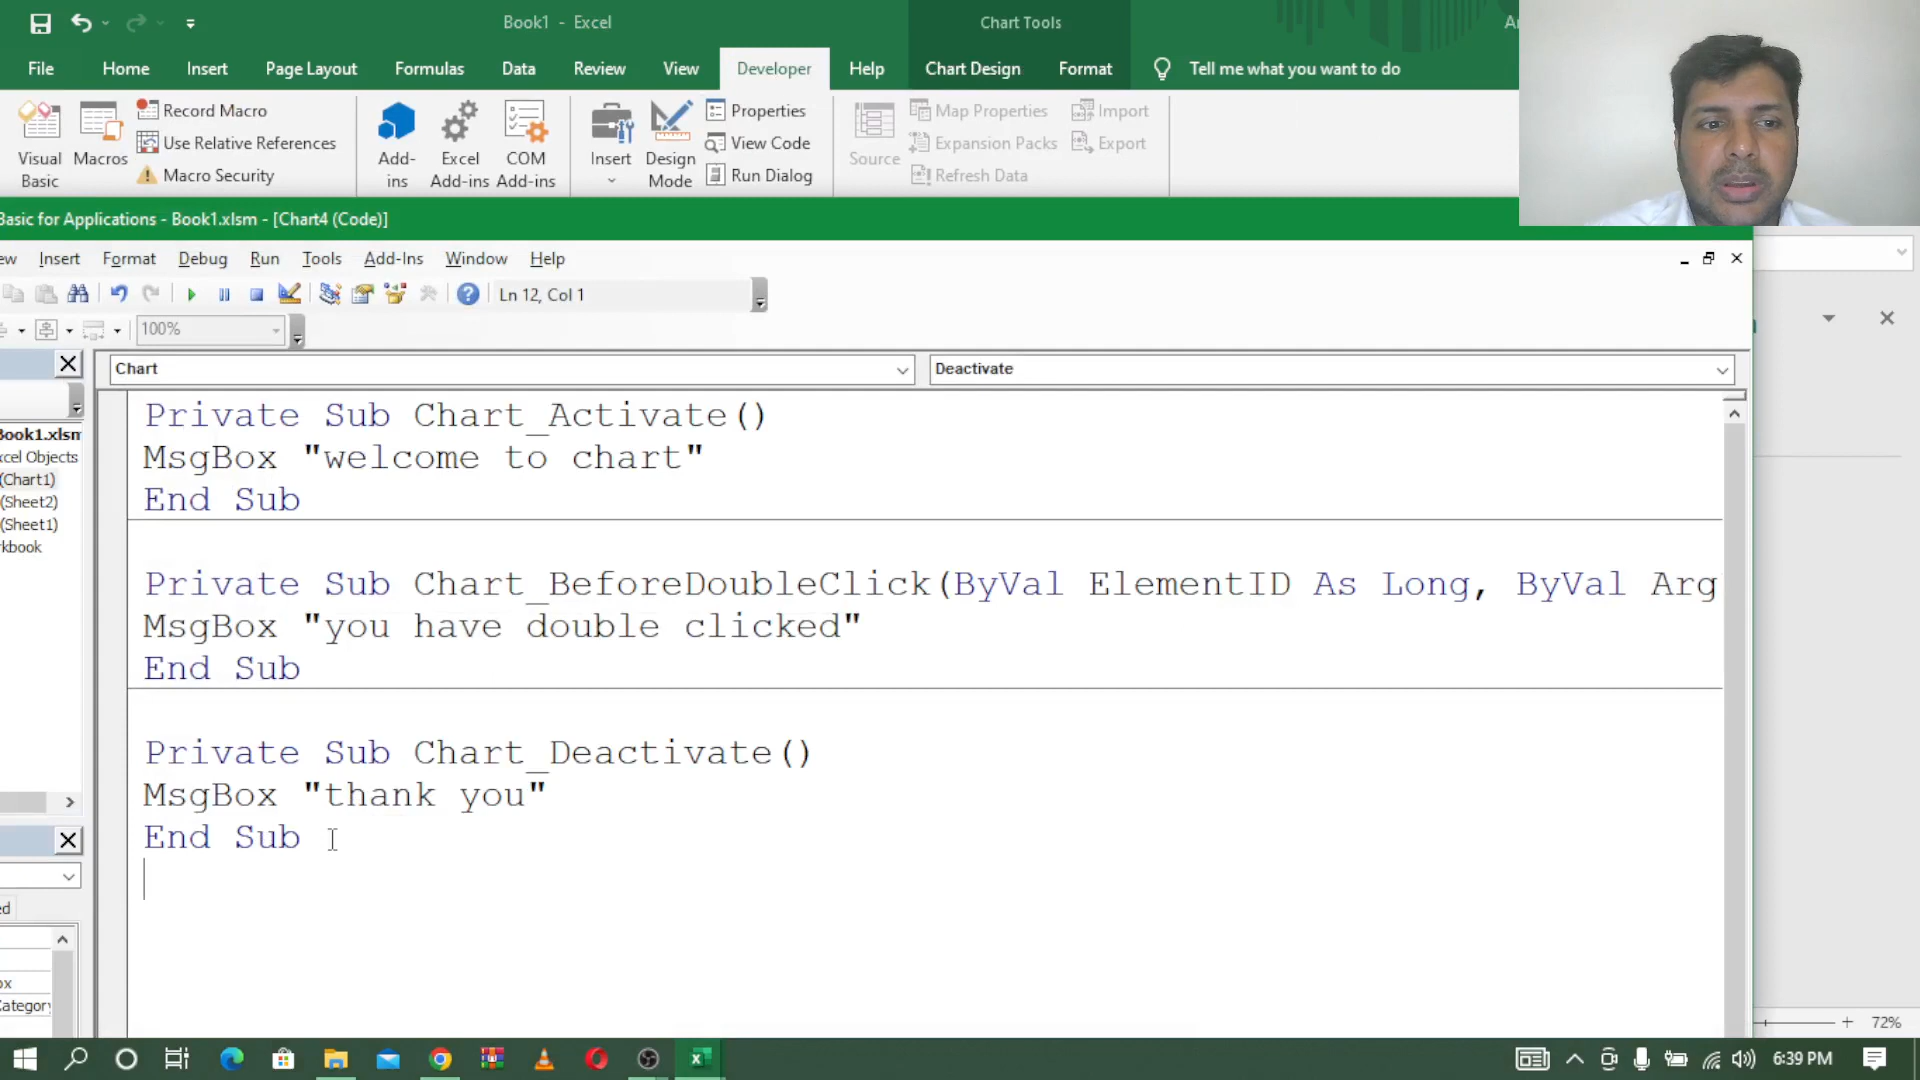 Book1 - Excel
Chart Tools
File Home Insert Page Layout Formulas Data Review View Developer Help Chart Design Format Tell me what you want to do
Visual Basic
Macros
Record Macro
Use Relative References
Macro Security
Add-ins
Excel Add-ins
COM Add-ins
Insert
Design Mode
Properties
View Code
Run Dialog
Source
Map Properties
Expansion Packs
Refresh Data
Import
Export
Basic for Applications - Book1.xlsm - [Chart4 (Code)]
ew Insert Format Debug Run Tools Add-Ins Window Help
Ln 12, Col 1
100%
Chart
Deactivate
Book1.xlsm
xcel Objects
(Chart1)
(Sheet2)
(Sheet1)
rkbook
ed
ox
Category
Private Sub Chart_Activate()
MsgBox "welcome to chart"
End Sub
Private Sub Chart_BeforeDoubleClick(ByVal ElementID As Long, ByVal Arg
MsgBox "you have double clicked"
End Sub
Private Sub Chart_Deactivate()
MsgBox "thank you"
End Sub
72%
6:39 PM